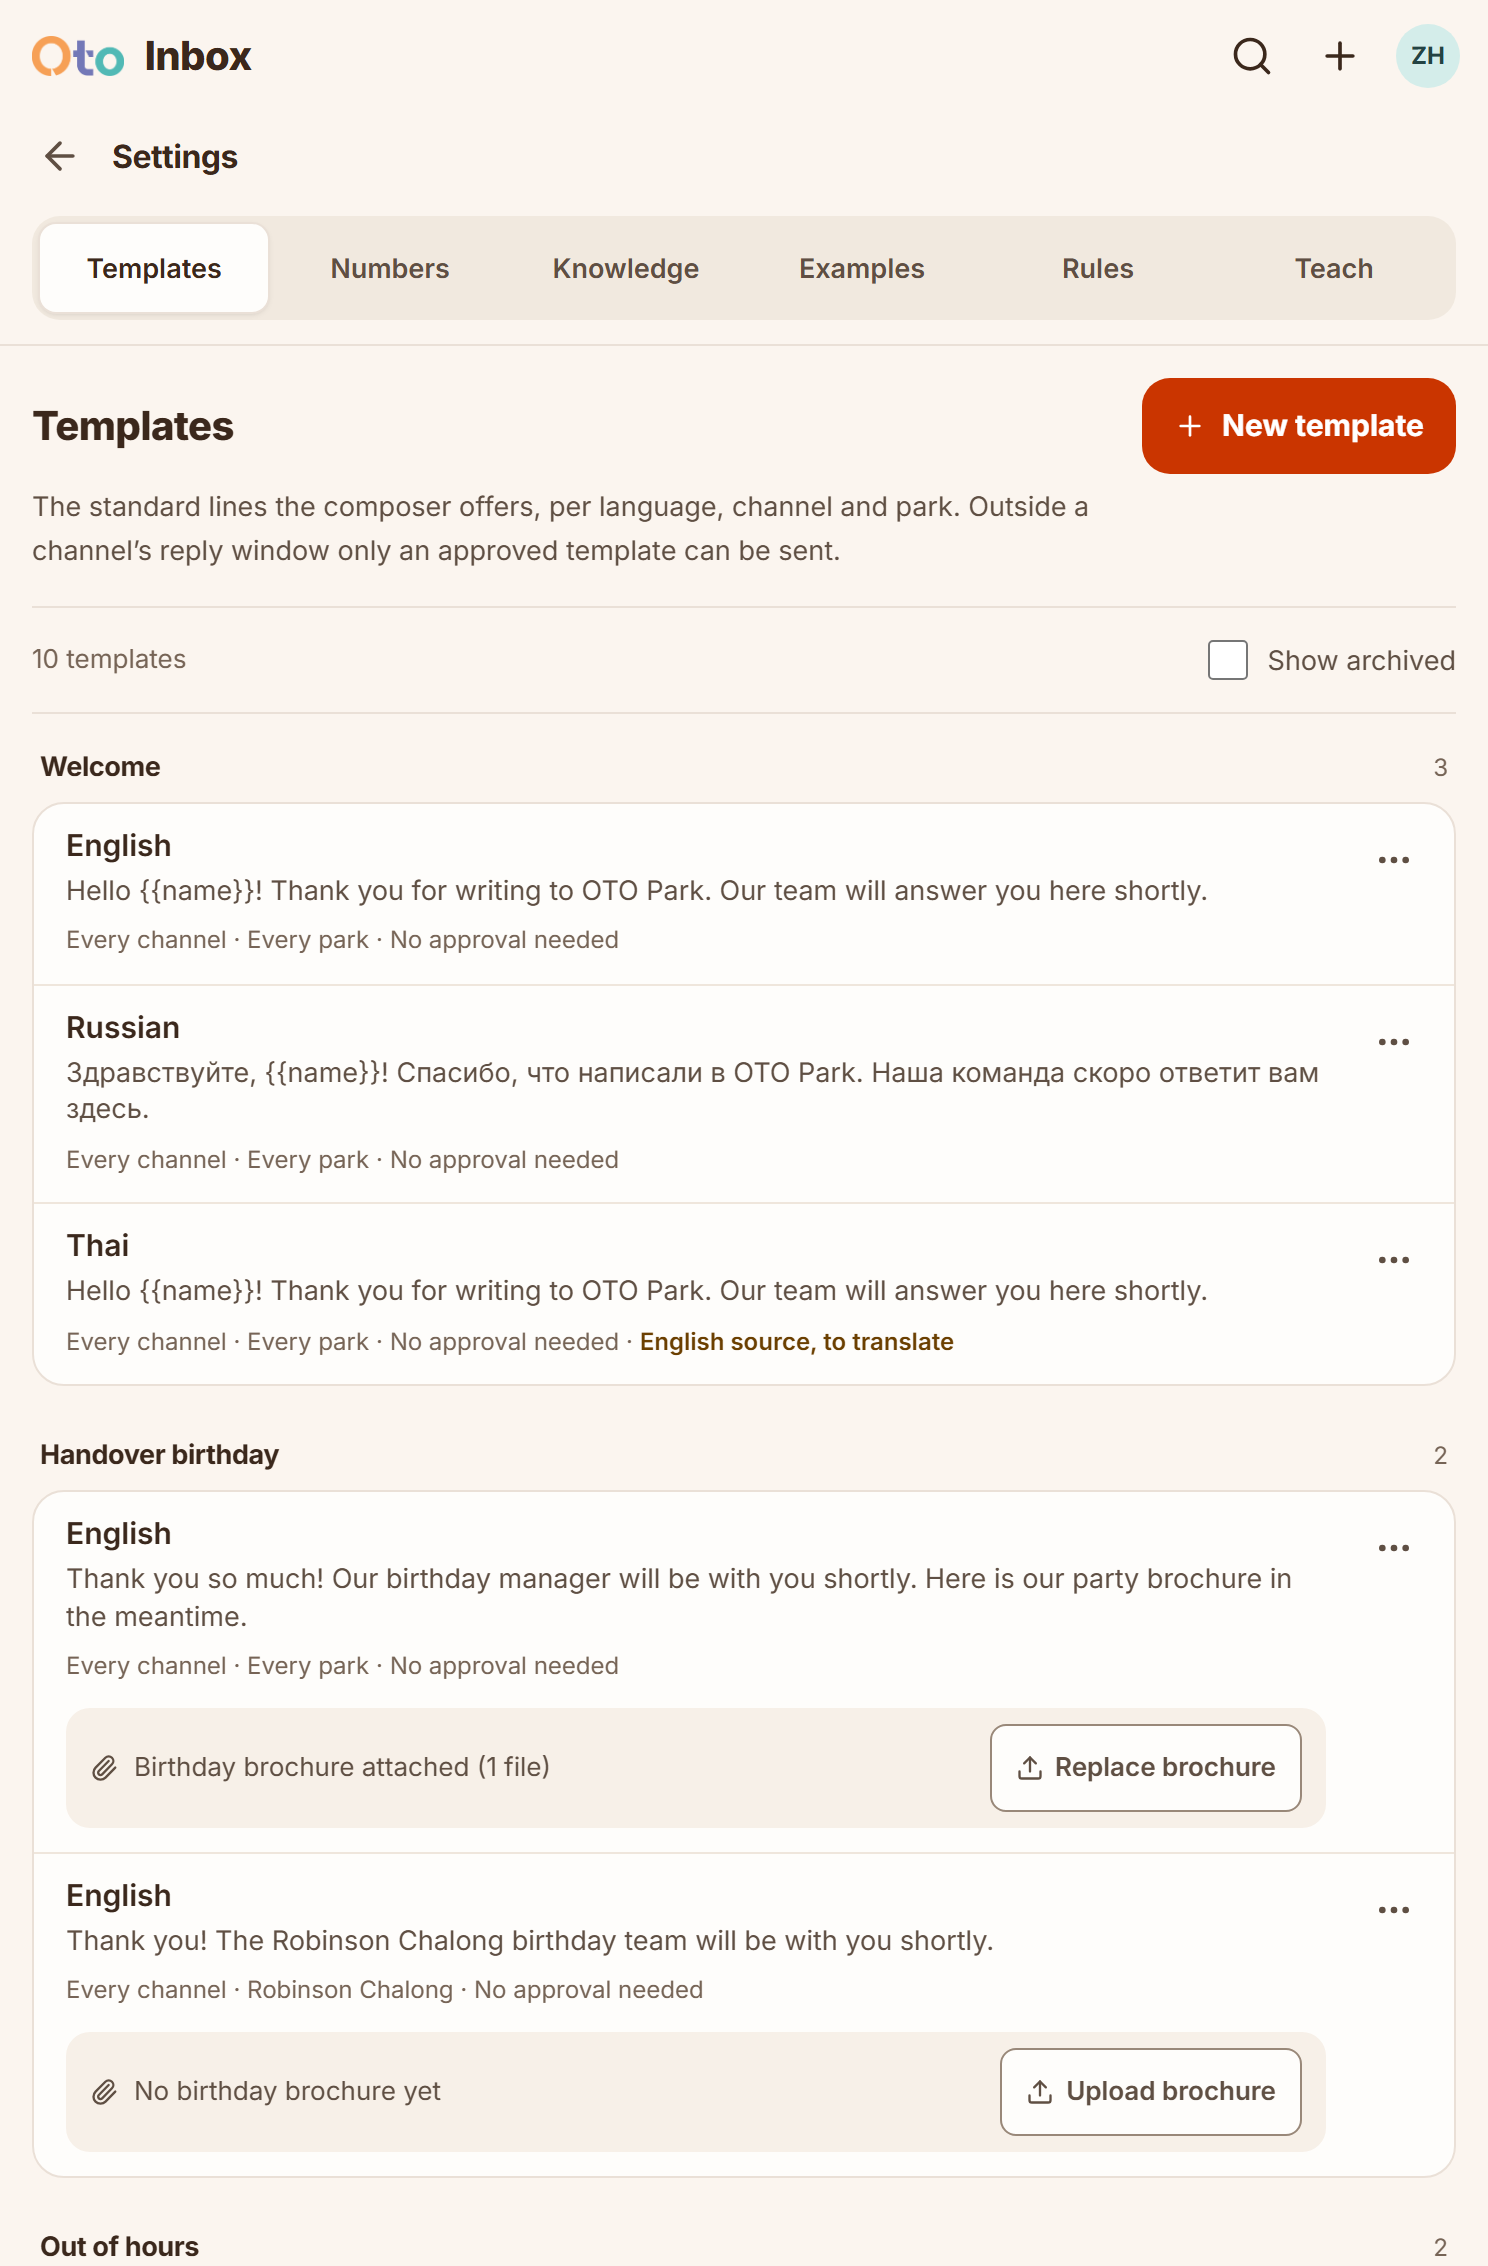 Oto Inbox
ZH
Settings
Templates
Numbers
Knowledge
Examples
Rules
Teach
Templates
New template
The standard lines the composer offers, per language, channel and park. Outside a
channel’s reply window only an approved template can be sent.
10 templates
Show archived
Welcome
3
English
Hello {{name}}! Thank you for writing to OTO Park. Our team will answer you here shortly.
Every channel · Every park · No approval needed
Russian
Здравствуйте, {{name}}! Спасибо, что написали в OTO Park. Наша команда скоро ответит вам
здесь.
Every channel · Every park · No approval needed
Thai
Hello {{name}}! Thank you for writing to OTO Park. Our team will answer you here shortly.
Every channel · Every park · No approval needed · English source, to translate
Handover birthday
2
English
Thank you so much! Our birthday manager will be with you shortly. Here is our party brochure in
the meantime.
Every channel · Every park · No approval needed
Birthday brochure attached (1 file)
Replace brochure
English
Thank you! The Robinson Chalong birthday team will be with you shortly.
Every channel · Robinson Chalong · No approval needed
No birthday brochure yet
Upload brochure
Out of hours
2